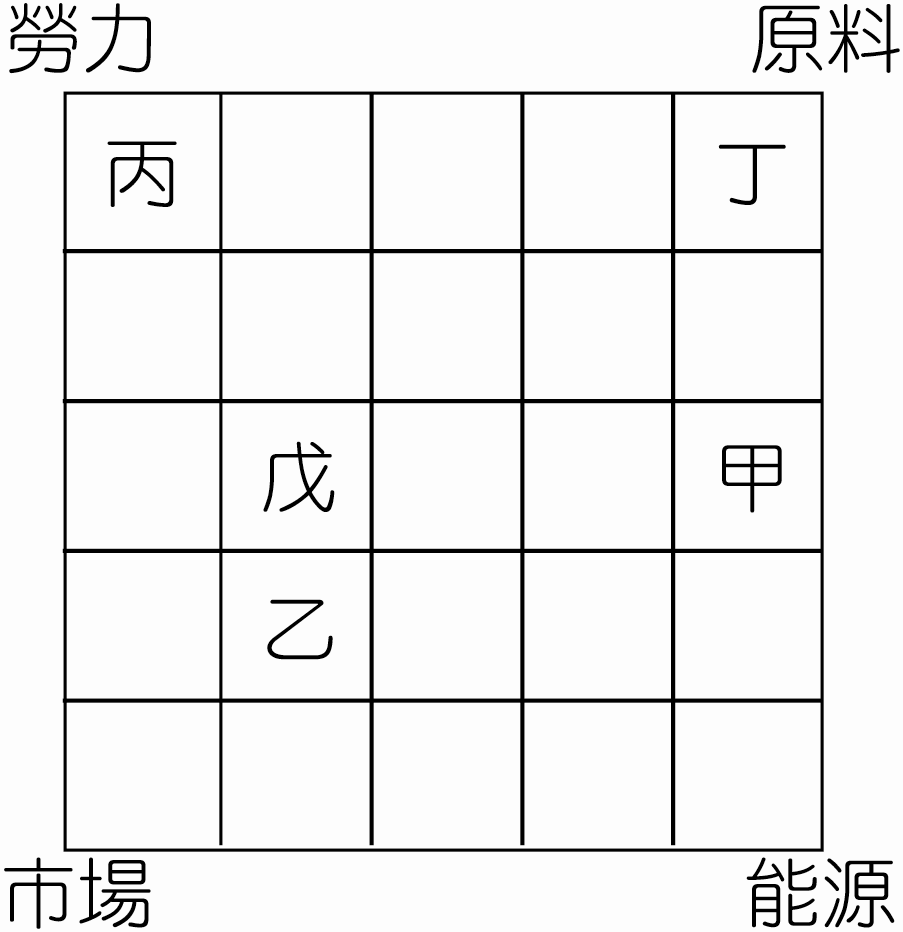 勞力 原料
丙 丁
戊 甲
乙
市場 能源